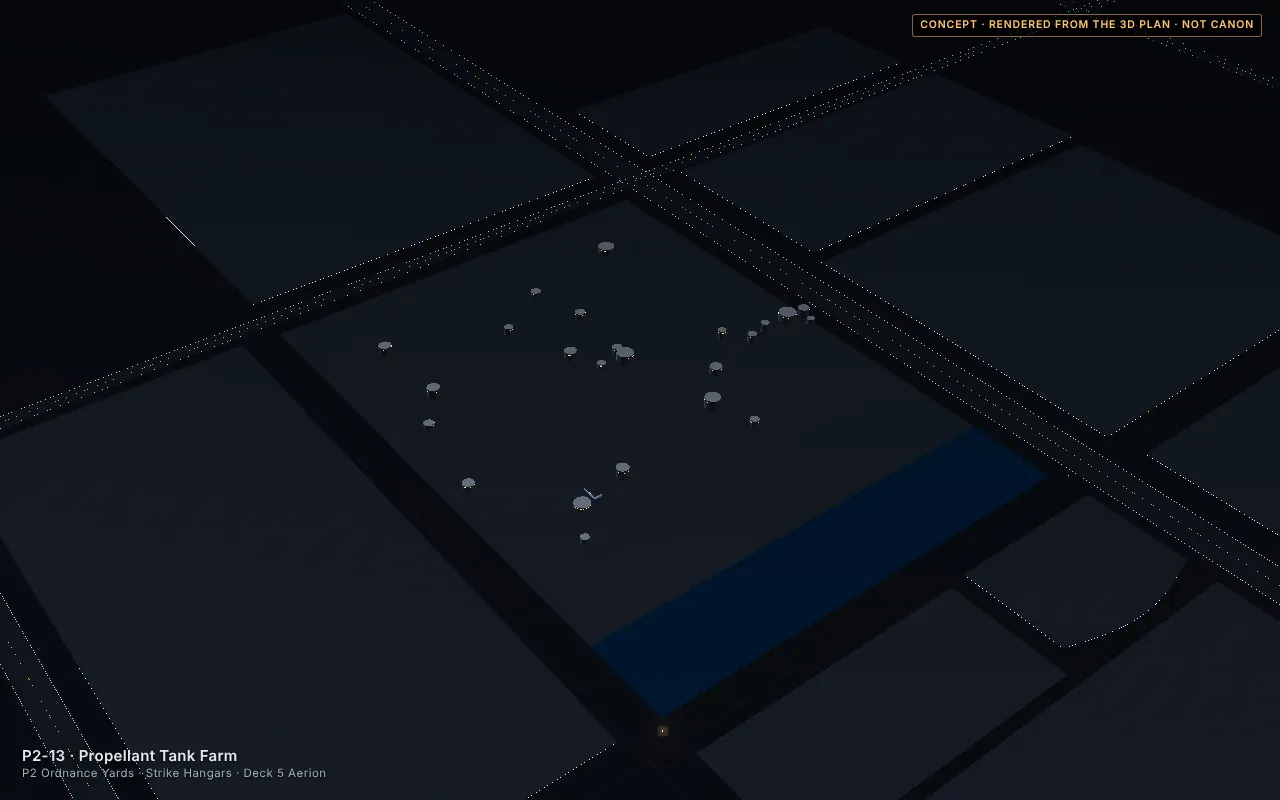 CONCEPT · RENDERED FROM THE 3D PLAN · NOT CANON
P2-13 · Propellant Tank Farm
P2 Ordnance Yards · Strike Hangars · Deck 5 Aerion